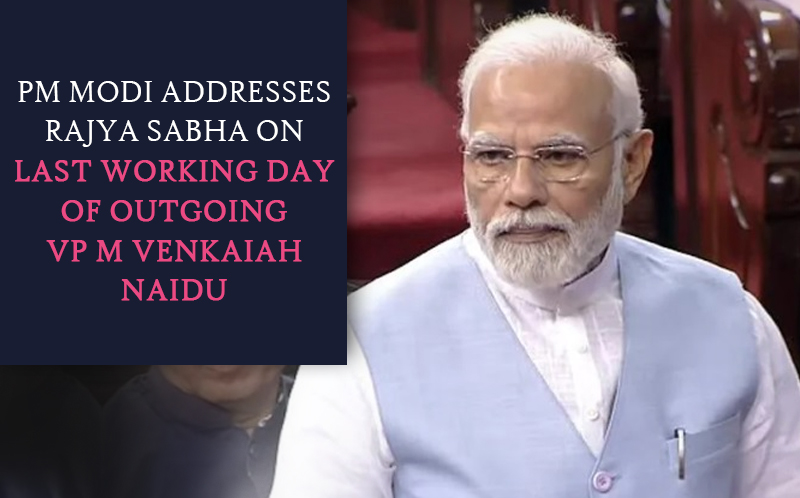 PM MODI ADDRESSES
RAJYA SABHA ON
LAST WORKING DAY
OF OUTGOING
VP M VENKAIAH
NAIDU